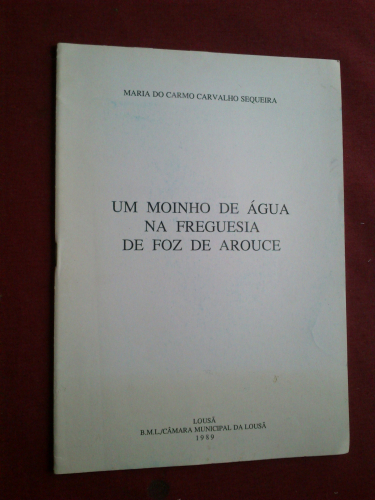 MARIA DO CARMO CARVALHO SEQUEIRA
UM MOINHO DE ÁGUA
NA FREGUESIA
DE FOZ DE AROUCE
LOUSÃ
B.M.L./CÂMARA MUNICIPAL DA LOUSÃ
1989